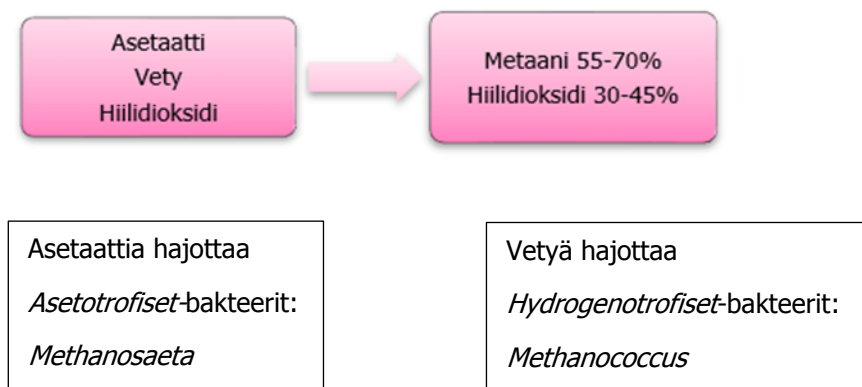 Asetaatti
Vety
Hiilidioksidi
Metaani 55-70%
Hiilidioksidi 30-45%
Asetaattia hajottaa
Asetotrofiset-bakteerit:
Methanosaeta
Vetyä hajottaa
Hydrogenotrofiset-bakteerit:
Methanococcus